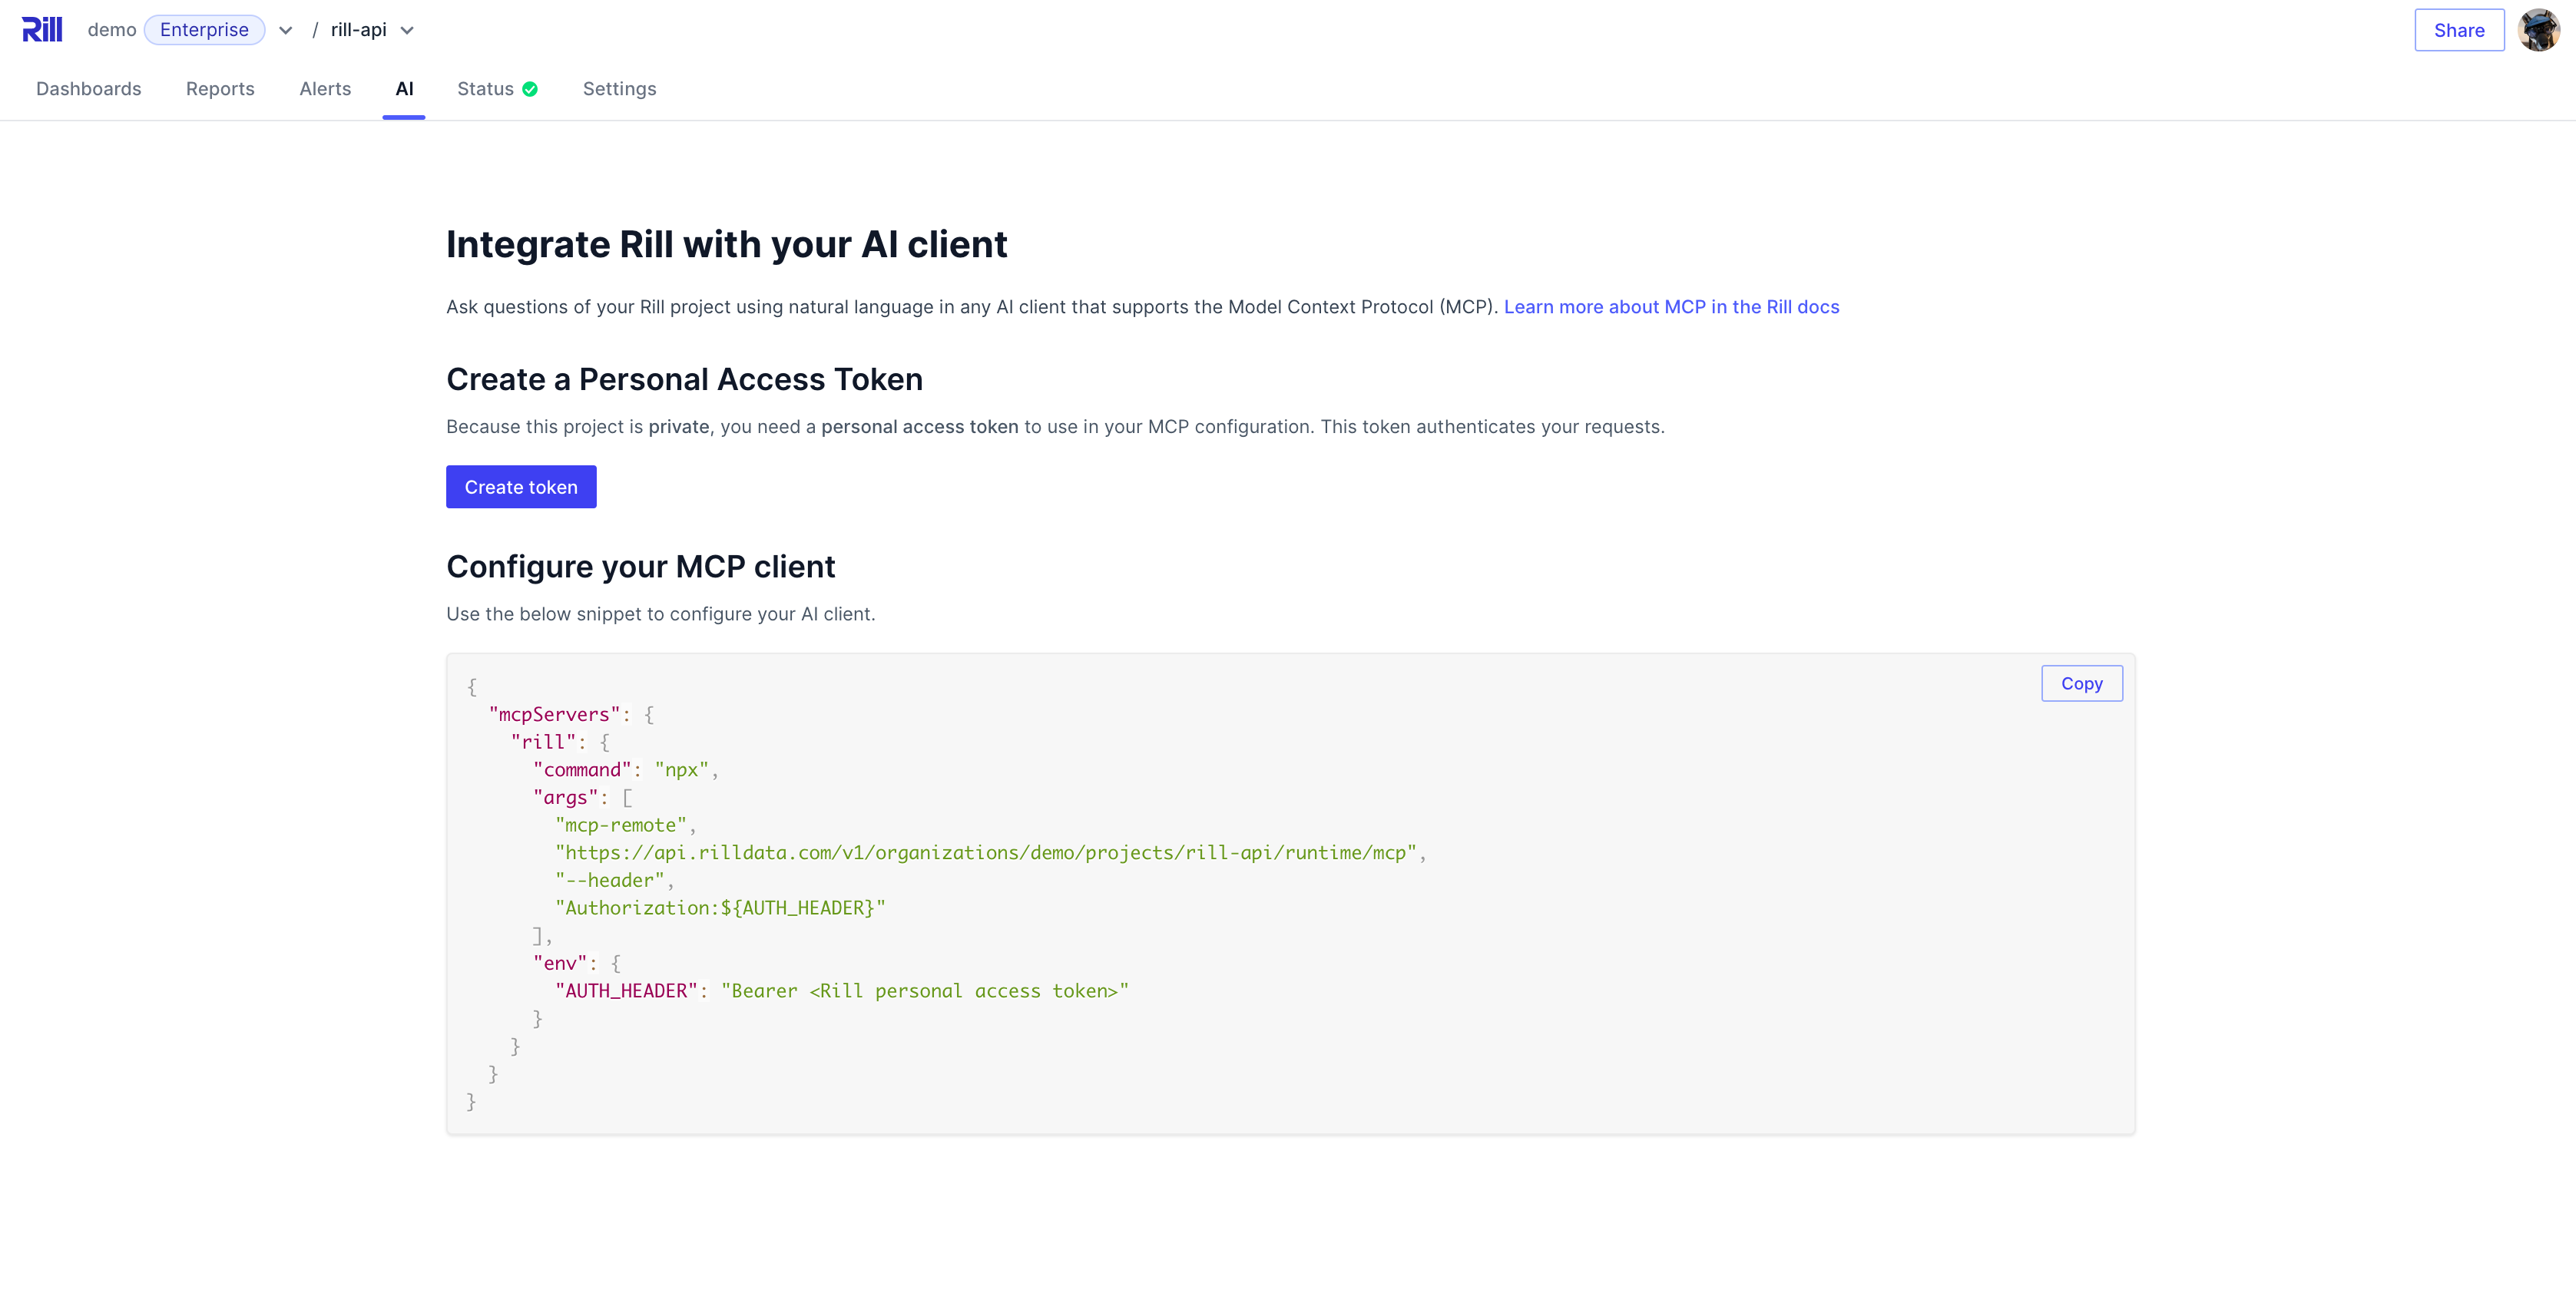 Rill demo Enterprise / rill-api Share
Dashboards Reports Alerts AI Status Settings
Integrate Rill with your AI client
Ask questions of your Rill project using natural language in any AI client that supports the Model Context Protocol (MCP). Learn more about MCP in the Rill docs
Create a Personal Access Token
Because this project is private, you need a personal access token to use in your MCP configuration. This token authenticates your requests.
Create token
Configure your MCP client
Use the below snippet to configure your AI client.
Copy
{
  "mcpServers": {
    "rill": {
      "command": "npx",
      "args": [
        "mcp-remote",
        "https://api.rilldata.com/v1/organizations/demo/projects/rill-api/runtime/mcp",
        "--header",
        "Authorization:${AUTH_HEADER}"
      ],
      "env": {
        "AUTH_HEADER": "Bearer <Rill personal access token>"
      }
    }
  }
}